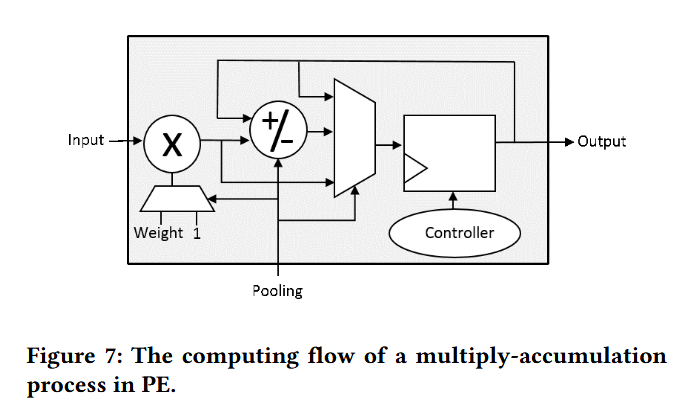 Input
X
+/-
Output
Weight 1
Controller
Pooling
Figure 7: The computing flow of a multiply-accumulation
process in PE.